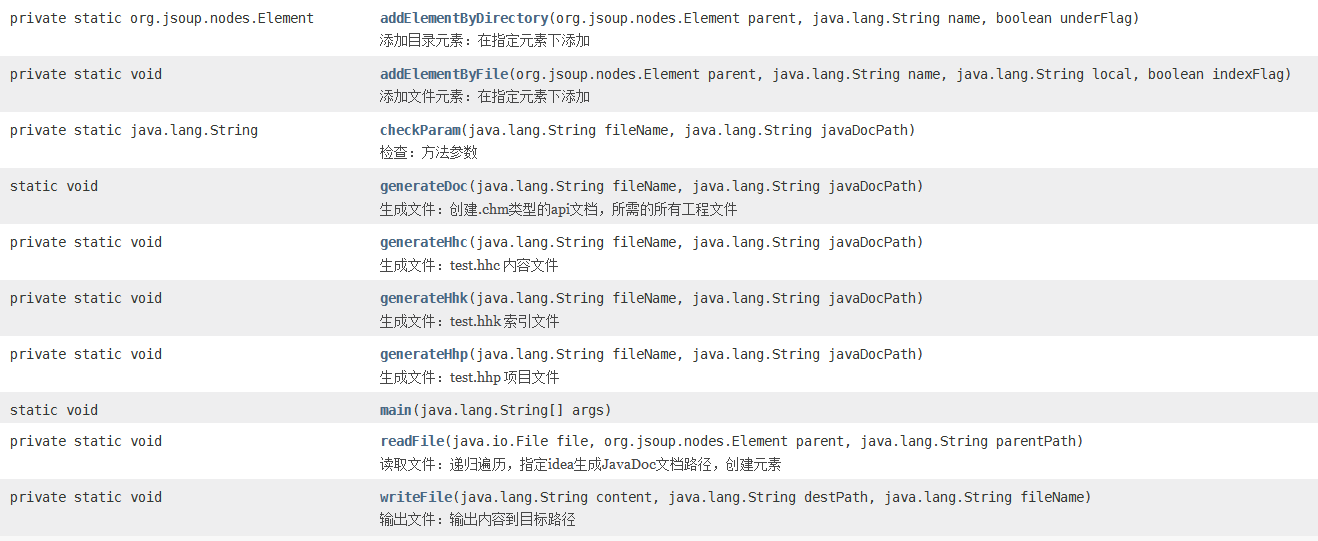 private static org.jsoup.nodes.Element addElementByDirectory(org.jsoup.nodes.Element parent, java.lang.String name, boolean underFlag)
添加目录元素：在指定元素下添加
private static void addElementByFile(org.jsoup.nodes.Element parent, java.lang.String name, java.lang.String local, boolean indexFlag)
添加文件元素：在指定元素下添加
private static java.lang.String checkParam(java.lang.String fileName, java.lang.String javaDocPath)
检查：方法参数
static void generateDoc(java.lang.String fileName, java.lang.String javaDocPath)
生成文件：创建.chm类型的api文档，所需的所有工程文件
private static void generateHhc(java.lang.String fileName, java.lang.String javaDocPath)
生成文件：test.hhc 内容文件
private static void generateHhk(java.lang.String fileName, java.lang.String javaDocPath)
生成文件：test.hhk 索引文件
private static void generateHhp(java.lang.String fileName, java.lang.String javaDocPath)
生成文件：test.hhp 项目文件
static void main(java.lang.String[] args)
private static void readFile(java.io.File file, org.jsoup.nodes.Element parent, java.lang.String parentPath)
读取文件：递归遍历，指定idea生成JavaDoc文档路径，创建元素
private static void writeFile(java.lang.String content, java.lang.String destPath, java.lang.String fileName)
输出文件：输出内容到目标路径